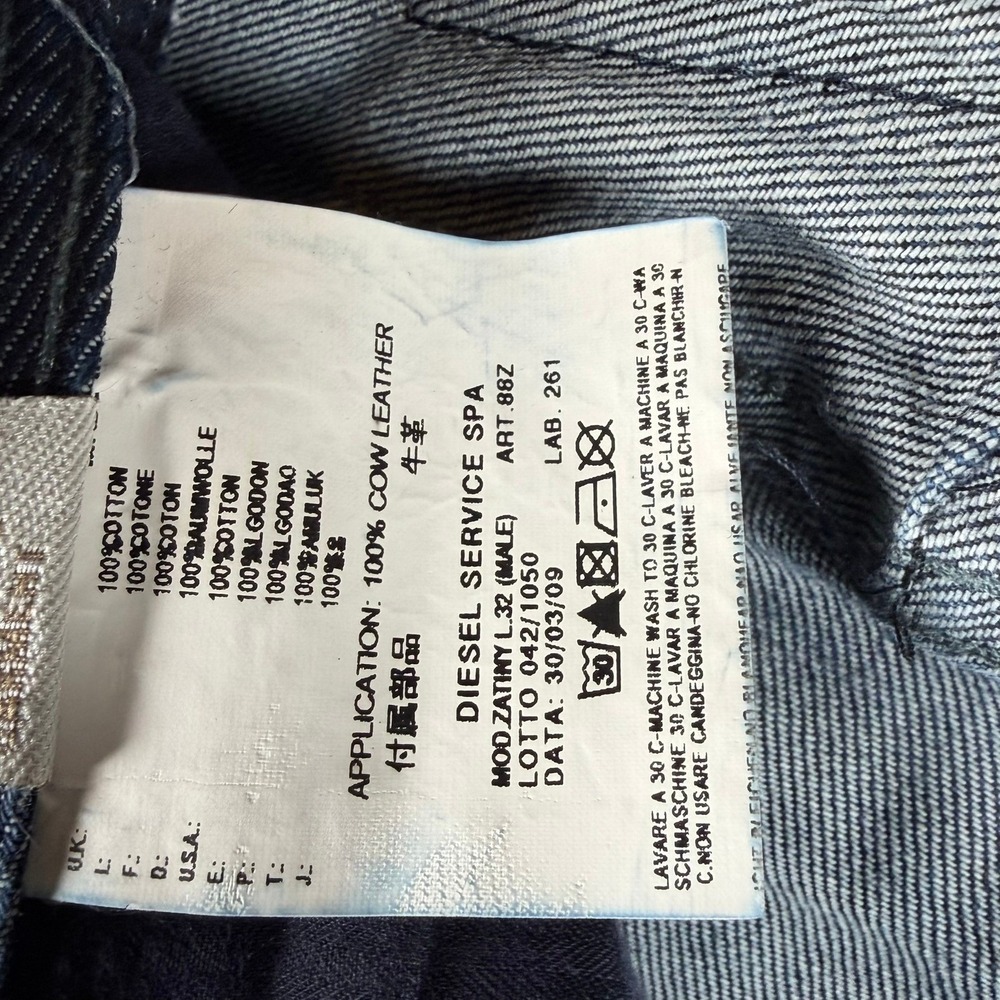 U.K.: 100%COTTON
I.: 100%COTONE
F.: 100%COTON
D.: 100%BAUMWOLLE
U.S.A.: 100%COTTON
E.: 100%ALGODON
P.: 100%ALGODAO
T.: 100%PAMULUK
J.: 100%綿
APPLICATION: 100% COW LEATHER
付属部品 牛革
DIESEL SERVICE SPA
MOD.ZATINY L.32 (MALE) ART.88Z
LOTTO 042/1050
DATA: 30/03/09 LAB. 261
30
LAVARE A 30 C-MACHINE WASH TO 30 C-LAVER A MACHINE A 30 C-WA
SCHMASCHINE 30 C-LAVAR A MAQUINA A 30 C-LAVAR A MAQUINA A 30
C.NON USARE CANDEGGINA-NO CHLORINE BLEACH-NE PAS BLANCHIR-N